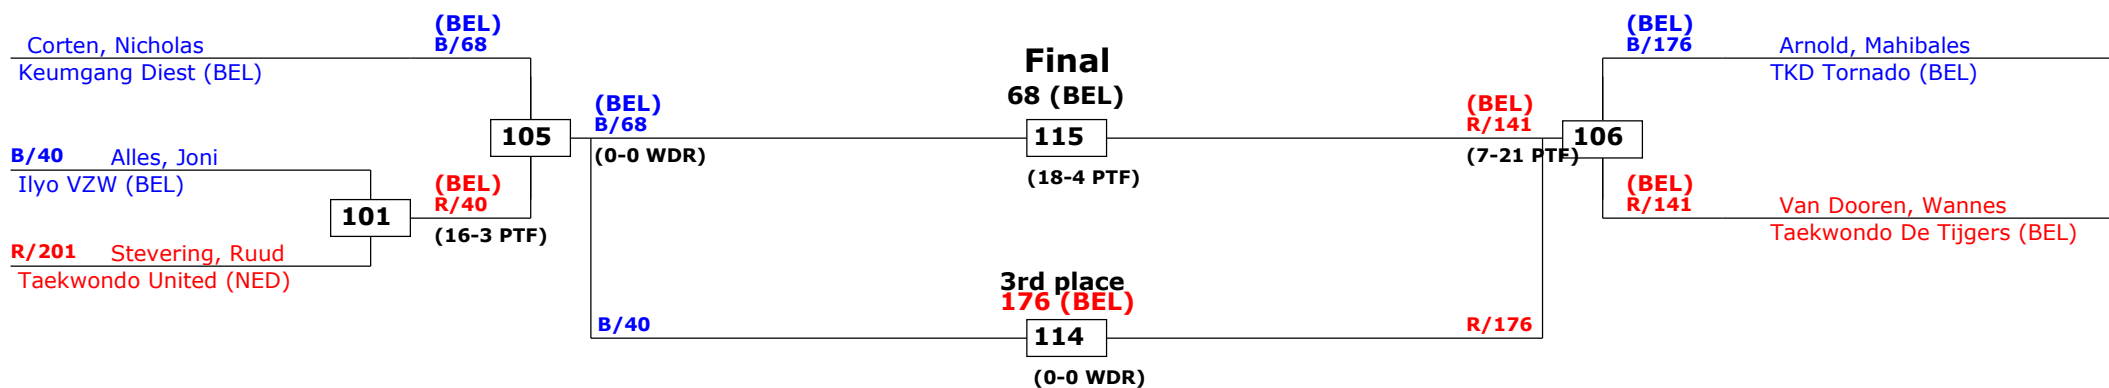 (BEL)
B/68
Corten, Nicholas
Keumgang Diest (BEL)
B/40 Alles, Joni
Ilyo VZW (BEL)
R/201 Stevering, Ruud
Taekwondo United (NED)
101
(BEL)
R/40
(16-3 PTF)
105
(BEL)
B/68
(0-0 WDR)
B/40
Final
68 (BEL)
115
(18-4 PTF)
3rd place
176 (BEL)
114
(0-0 WDR)
(BEL)
R/141
(7-21 PTF)
R/176
106
(BEL)
B/176
Arnold, Mahibales
TKD Tornado (BEL)
(BEL)
R/141
Van Dooren, Wannes
Taekwondo De Tijgers (BEL)